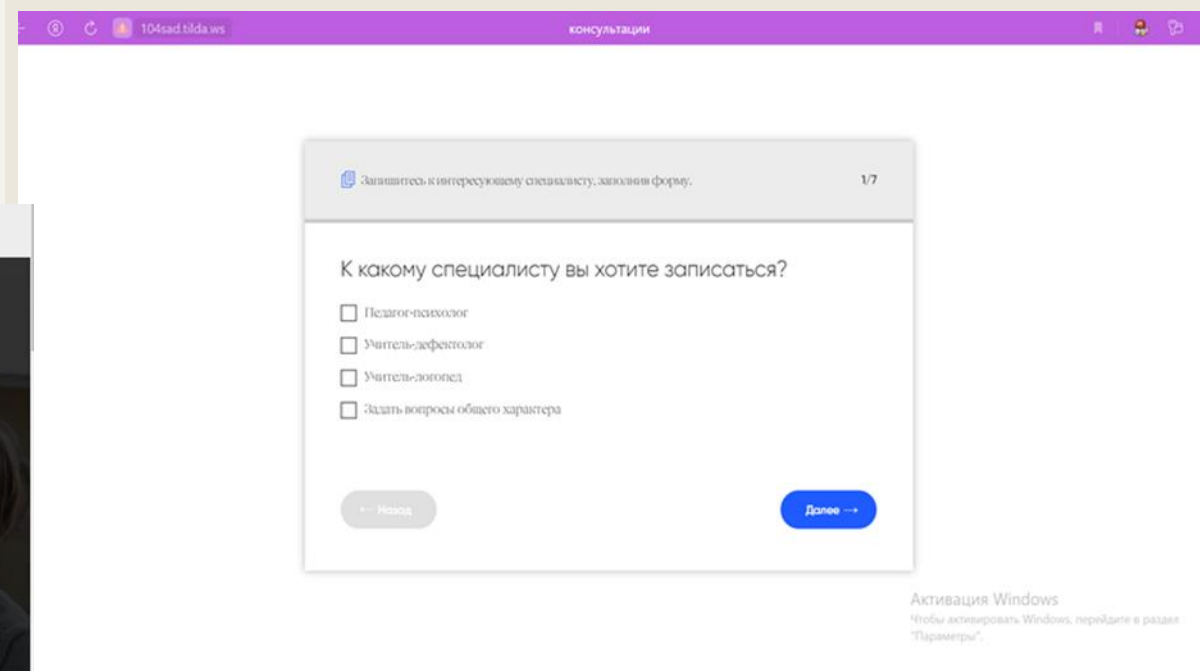 104sad.tilda.ws
консультации
Запишитесь к интересующему специалисту, заполнив форму.
1/7
К какому специалисту вы хотите записаться?
Педагог-психолог
Учитель-дефектолог
Учитель-логопед
Задать вопросы общего характера
← Назад
Далее →
Активация Windows
Чтобы активировать Windows, перейдите в раздел
"Параметры".